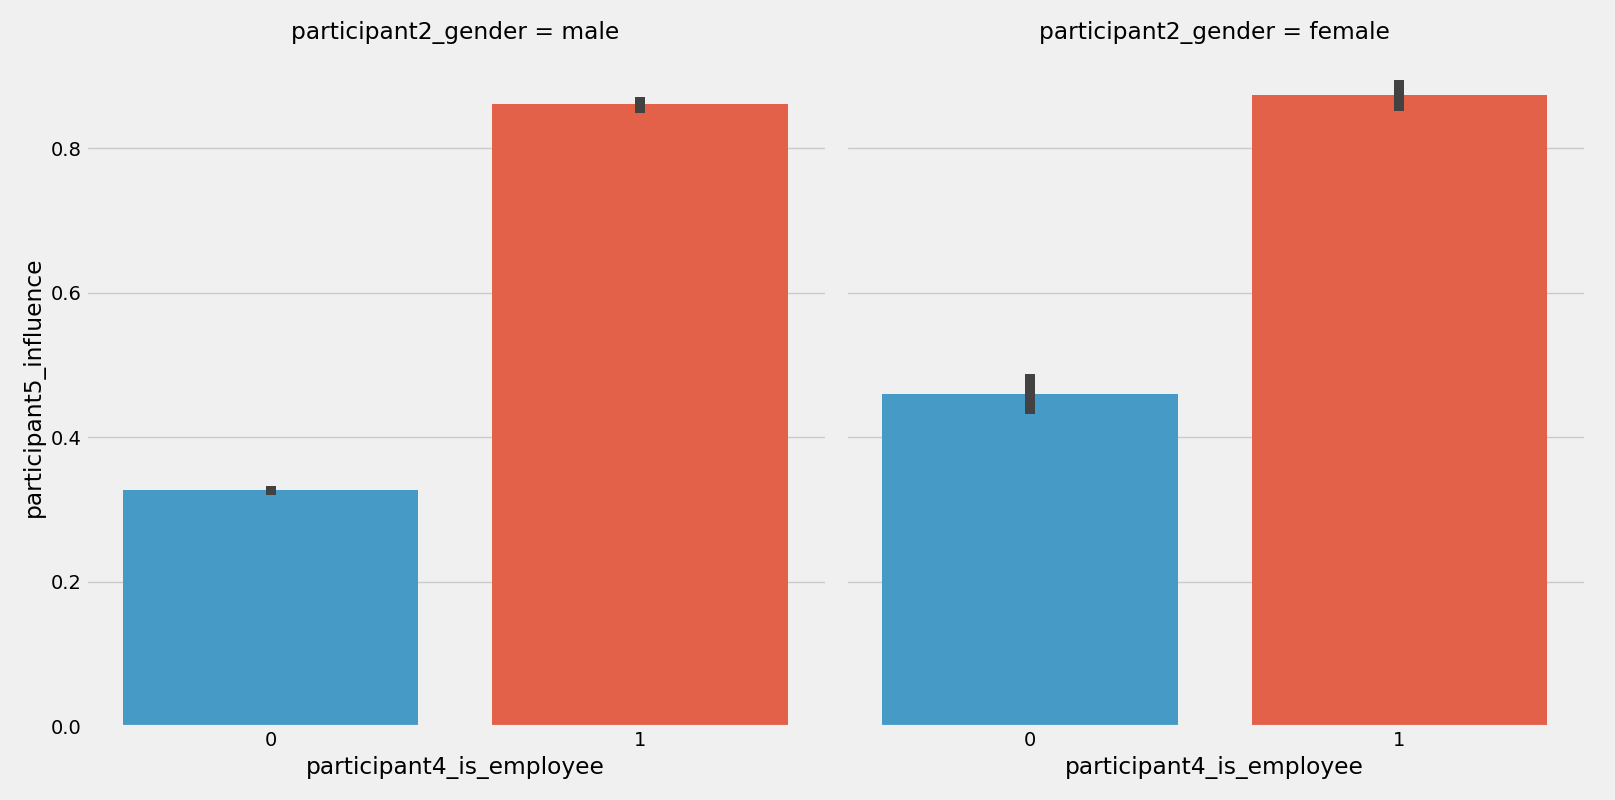 participant2_gender = male
participant2_gender = female
participant5_influence
0.8
0.6
0.4
0.2
0.0
0
1
0
1
participant4_is_employee
participant4_is_employee